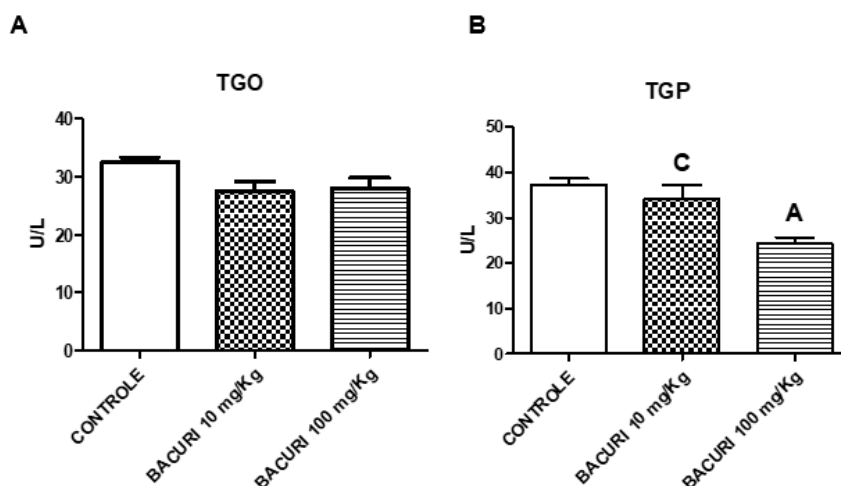 A
TGO
U/L
40
30
20
10
0
CONTROLE
BACURI 10 mg/Kg
BACURI 100 mg/Kg
B
TGP
U/L
50
40
30
20
10
0
C
A
CONTROLE
BACURI 10 mg/Kg
BACURI 100 mg/Kg